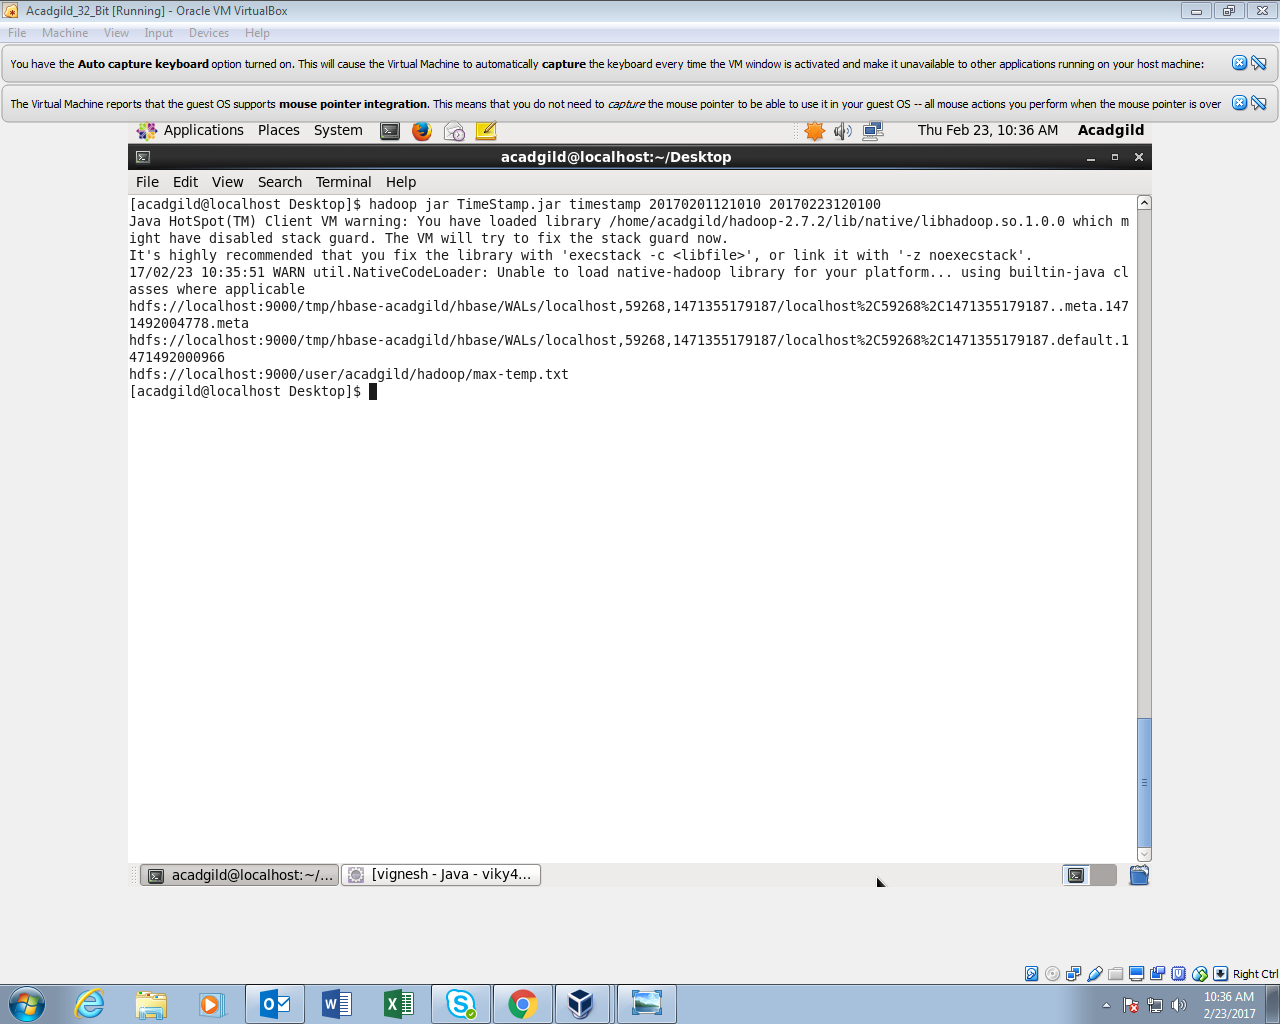 Acadgild_32_Bit [Running] - Oracle VM VirtualBox
File Machine View Input Devices Help
You have the Auto capture keyboard option turned on. This will cause the Virtual Machine to automatically capture the keyboard every time the VM window is activated and make it unavailable to other applications running on your host machine:
The Virtual Machine reports that the guest OS supports mouse pointer integration. This means that you do not need to capture the mouse pointer to be able to use it in your guest OS -- all mouse actions you perform when the mouse pointer is over
Applications Places System Thu Feb 23, 10:36 AM Acadgild
acadgild@localhost:~/Desktop
File Edit View Search Terminal Help
[acadgild@localhost Desktop]$ hadoop jar TimeStamp.jar timestamp 20170201121010 20170223120100
Java HotSpot(TM) Client VM warning: You have loaded library /home/acadgild/hadoop-2.7.2/lib/native/libhadoop.so.1.0.0 which m
ight have disabled stack guard. The VM will try to fix the stack guard now.
It's highly recommended that you fix the library with 'execstack -c <libfile>', or link it with '-z noexecstack'.
17/02/23 10:35:51 WARN util.NativeCodeLoader: Unable to load native-hadoop library for your platform... using builtin-java cl
asses where applicable
hdfs://localhost:9000/tmp/hbase-acadgild/hbase/WALs/localhost,59268,1471355179187/localhost%2C59268%2C1471355179187..meta.147
1492004778.meta
hdfs://localhost:9000/tmp/hbase-acadgild/hbase/WALs/localhost,59268,1471355179187/localhost%2C59268%2C1471355179187.default.1
471492000966
hdfs://localhost:9000/user/acadgild/hadoop/max-temp.txt
[acadgild@localhost Desktop]$
acadgild@localhost:~/... [vignesh - Java - viky4...
Right Ctrl
10:36 AM
2/23/2017